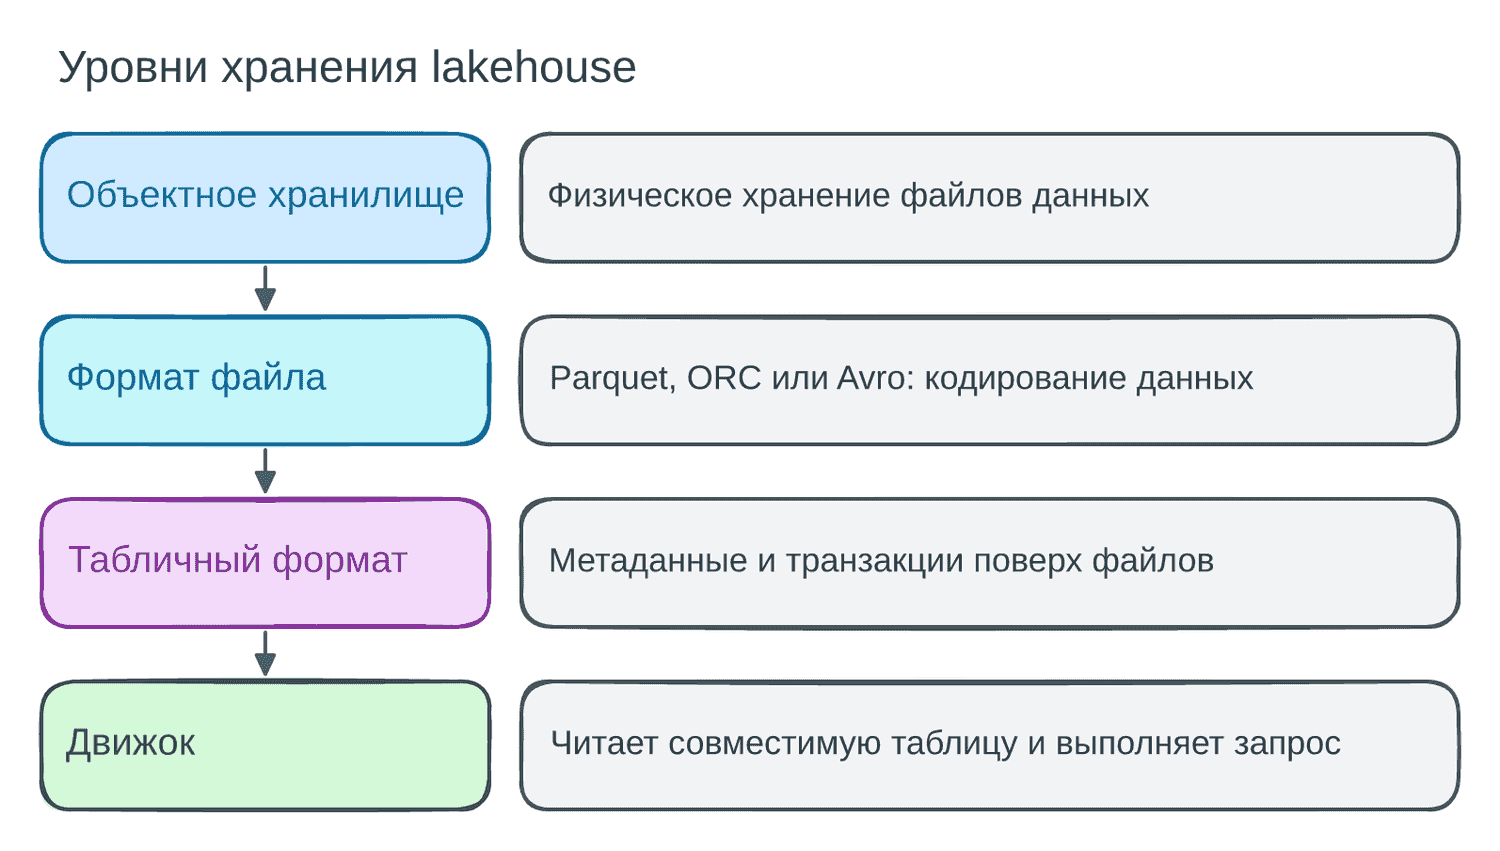 Уровни хранения lakehouse
Объектное хранилище
Физическое хранение файлов данных
Формат файла
Parquet, ORC или Avro: кодирование данных
Табличный формат
Метаданные и транзакции поверх файлов
Движок
Читает совместимую таблицу и выполняет запрос